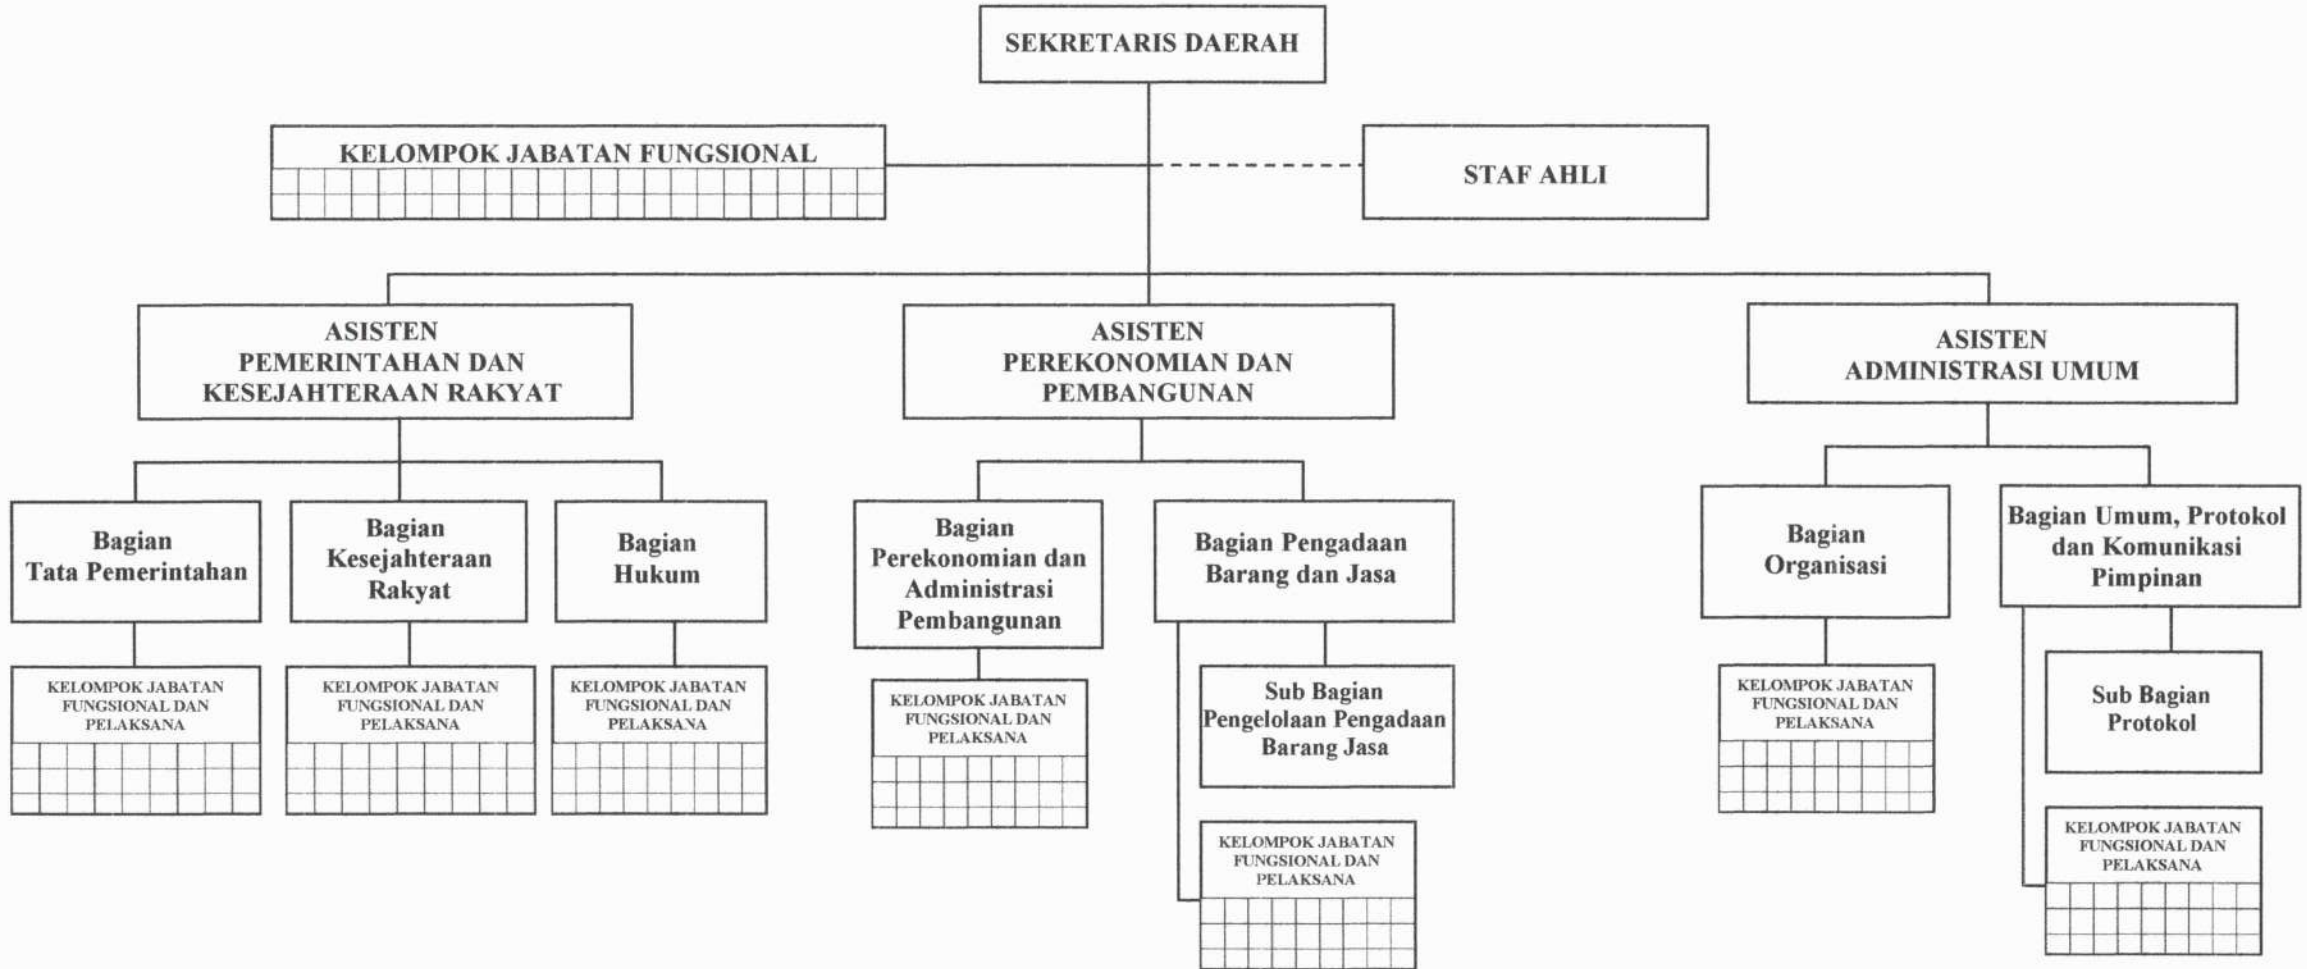 SEKRETARIS DAERAH
KELOMPOK JABATAN FUNGSIONAL
STAF AHLI
ASISTEN
PEMERINTAHAN DAN
KESEJAHTERAAN RAKYAT
ASISTEN
PEREKONOMIAN DAN
PEMBANGUNAN
ASISTEN
ADMINISTRASI UMUM
Bagian
Tata Pemerintahan
Bagian
Kesejahteraan
Rakyat
Bagian
Hukum
Bagian
Perekonomian dan
Administrasi
Pembangunan
Bagian Pengadaan
Barang dan Jasa
Bagian
Organisasi
Bagian Umum, Protokol
dan Komunikasi
Pimpinan
KELOMPOK JABATAN
FUNGSIONAL DAN
PELAKSANA
KELOMPOK JABATAN
FUNGSIONAL DAN
PELAKSANA
KELOMPOK JABATAN
FUNGSIONAL DAN
PELAKSANA
KELOMPOK JABATAN
FUNGSIONAL DAN
PELAKSANA
Sub Bagian
Pengelolaan Pengadaan
Barang Jasa
KELOMPOK JABATAN
FUNGSIONAL DAN
PELAKSANA
Sub Bagian
Protokol
KELOMPOK JABATAN
FUNGSIONAL DAN
PELAKSANA
KELOMPOK JABATAN
FUNGSIONAL DAN
PELAKSANA